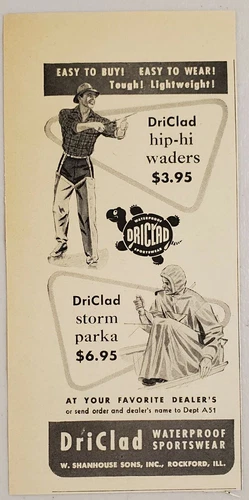 EASY TO BUY! EASY TO WEAR!
Tough! Lightweight!
DriClad
hip-hi
waders
$3.95
WATERPROOF
DRICLAD
SPORTSWEAR
DriClad
storm
parka
$6.95
AT YOUR FAVORITE DEALER'S
or send order and dealer's name to Dept A51
DriClad WATERPROOF
SPORTSWEAR
W. SHANHOUSE SONS, INC., ROCKFORD, ILL.